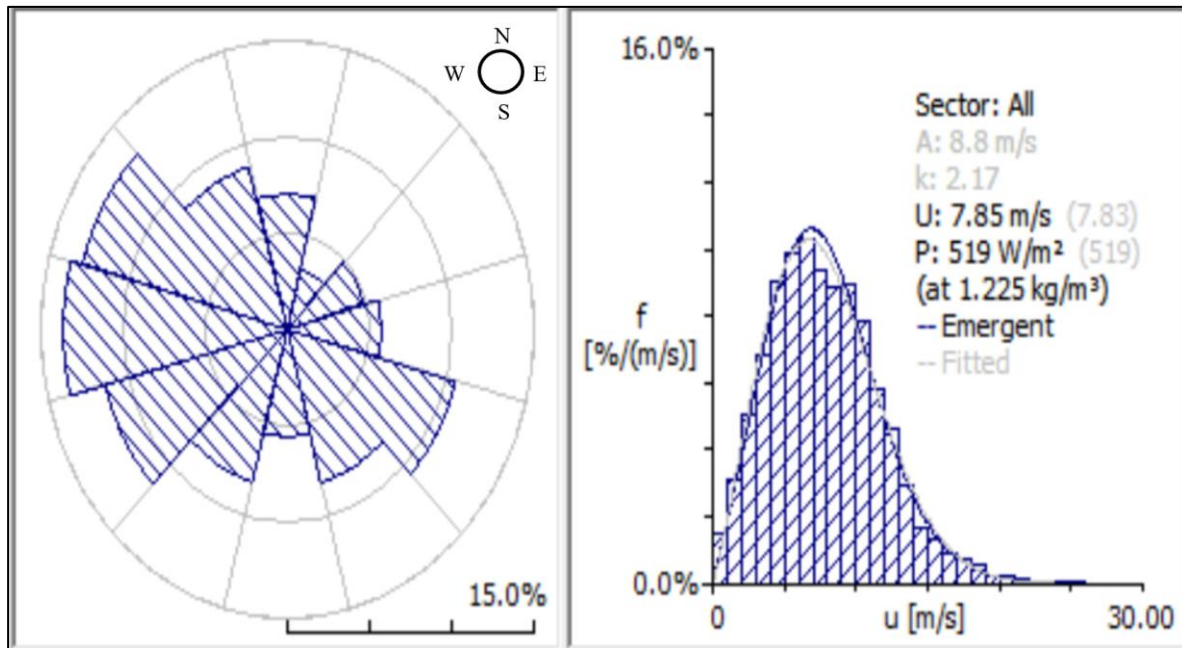 N
W E
S
15.0%
16.0%
f
[%/(m/s)]
0.0%
0 u [m/s] 30.00
Sector: All
A: 8.8 m/s
k: 2.17
U: 7.85 m/s (7.83)
P: 519 W/m² (519)
(at 1.225 kg/m³)
-- Emergent
-- Fitted